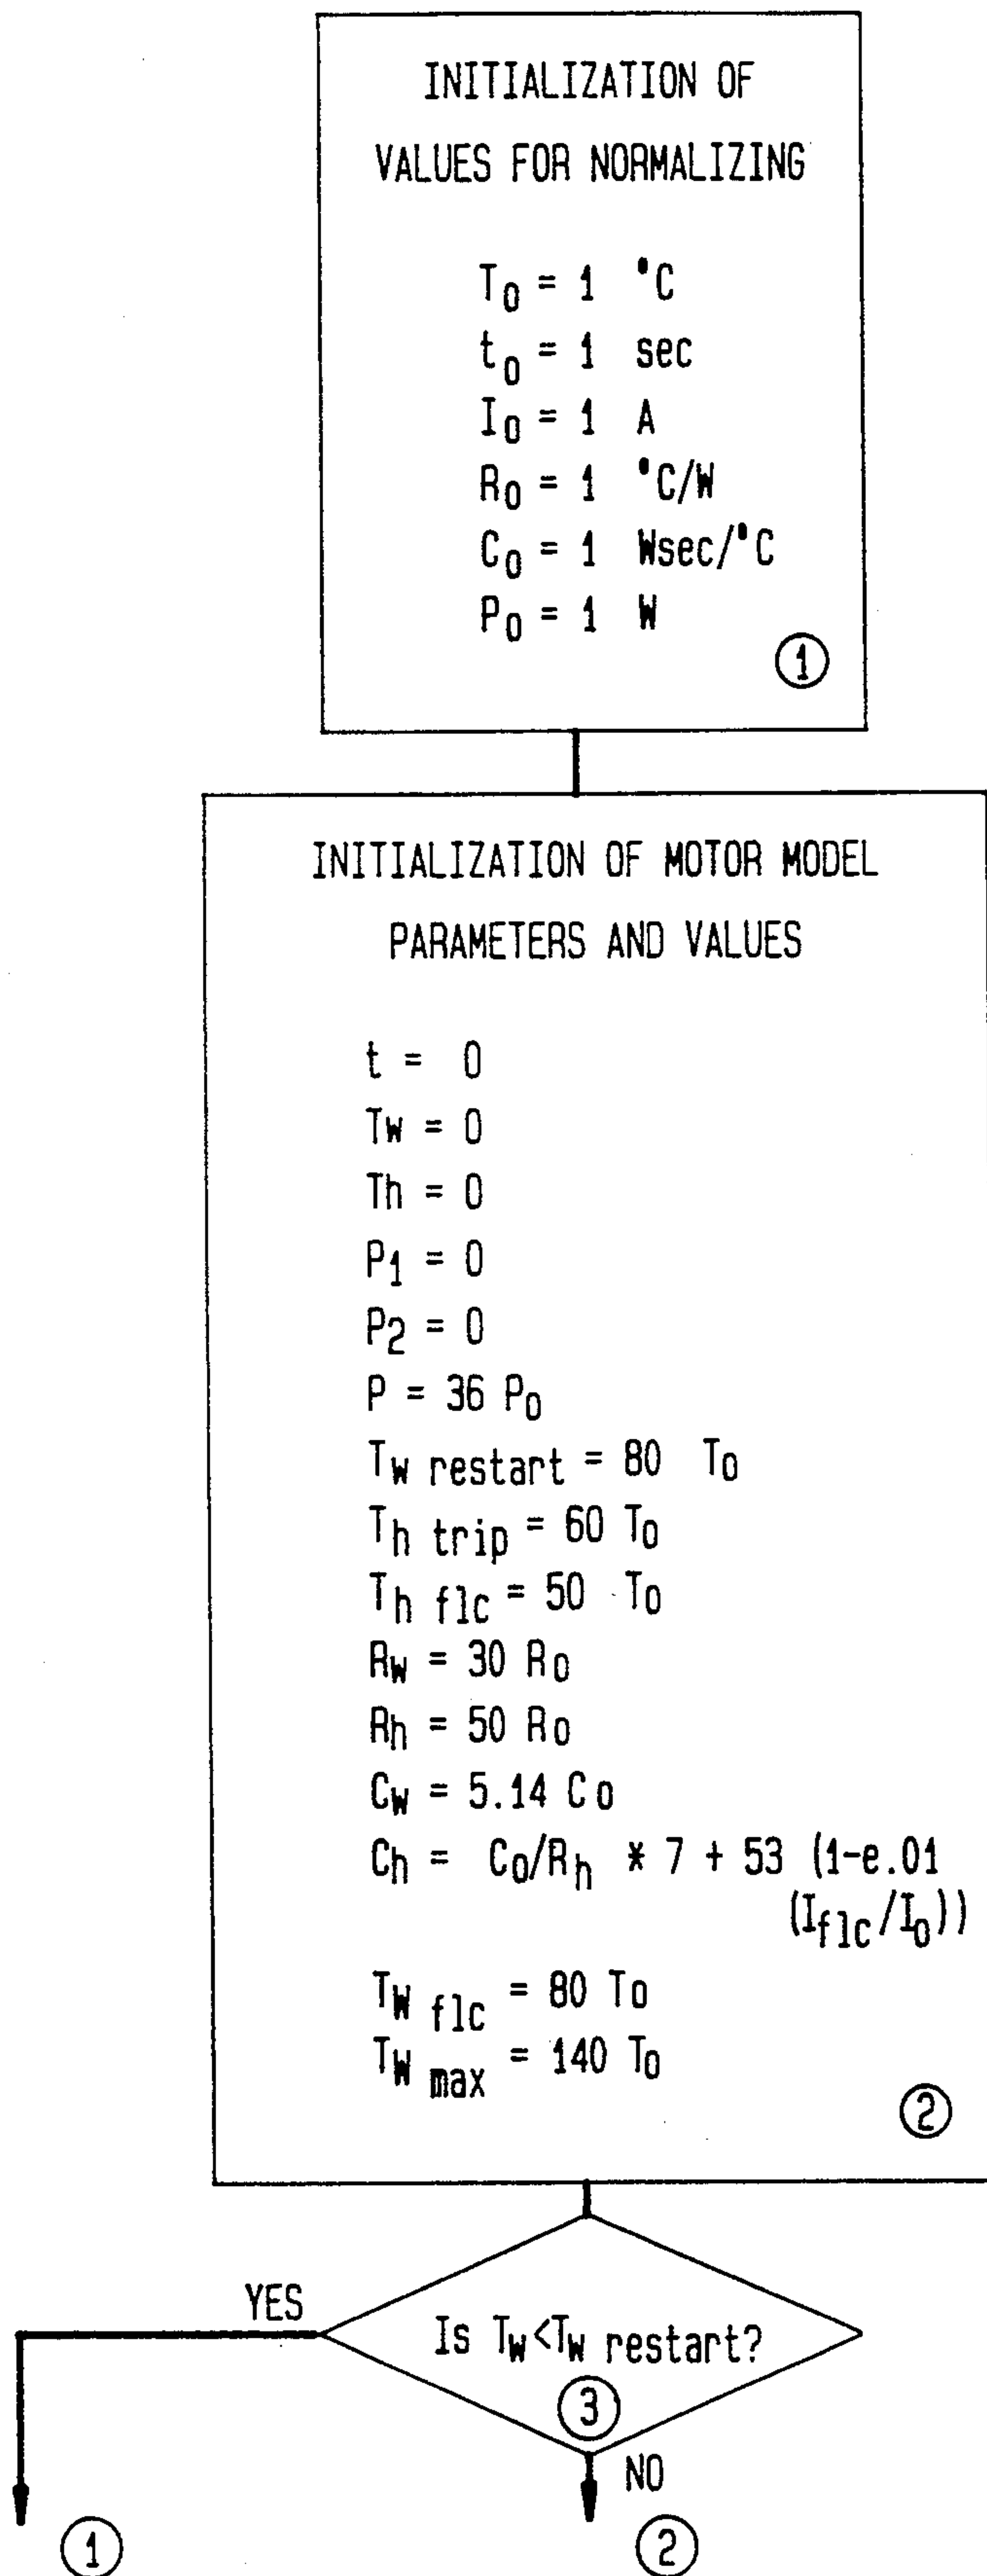 INITIALIZATION OF
VALUES FOR NORMALIZING
T0 = 1 °C
t0 = 1 sec
I0 = 1 A
R0 = 1 °C/W
C0 = 1 Wsec/°C
P0 = 1 W
1
INITIALIZATION OF MOTOR MODEL
PARAMETERS AND VALUES
t = 0
Tw = 0
Th = 0
P1 = 0
P2 = 0
P = 36 P0
Tw restart = 80 T0
Th trip = 60 T0
Th flc = 50 T0
Rw = 30 R0
Rh = 50 R0
Cw = 5.14 C0
Ch = C0/Rh * 7 + 53 (1-e.01
(Iflc/I0))
TW flc = 80 T0
TW max = 140 T0
2
YES
Is Tw<Tw restart?
3
NO
1
2